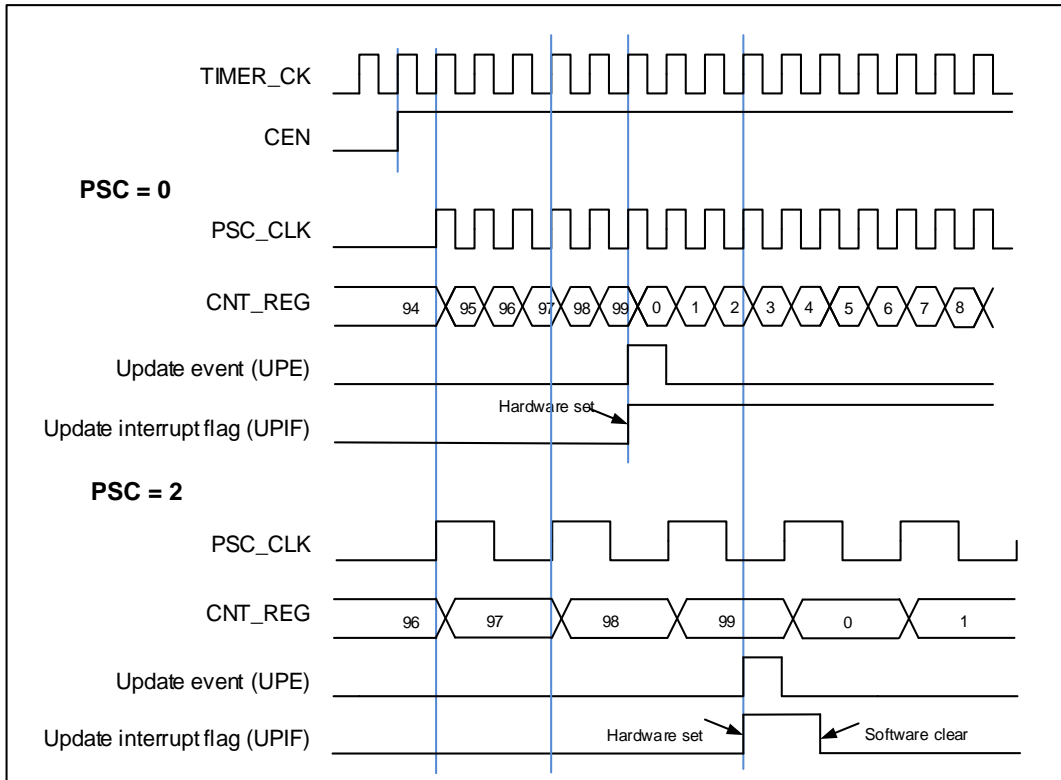 TIMER_CK
CEN
PSC = 0
PSC_CLK
CNT_REG 94 95 96 97 98 99 0 1 2 3 4 5 6 7 8
Update event (UPE)
Hardware set
Update interrupt flag (UPIF)
PSC = 2
PSC_CLK
CNT_REG 96 97 98 99 0 1
Update event (UPE)
Update interrupt flag (UPIF) Hardware set Software clear